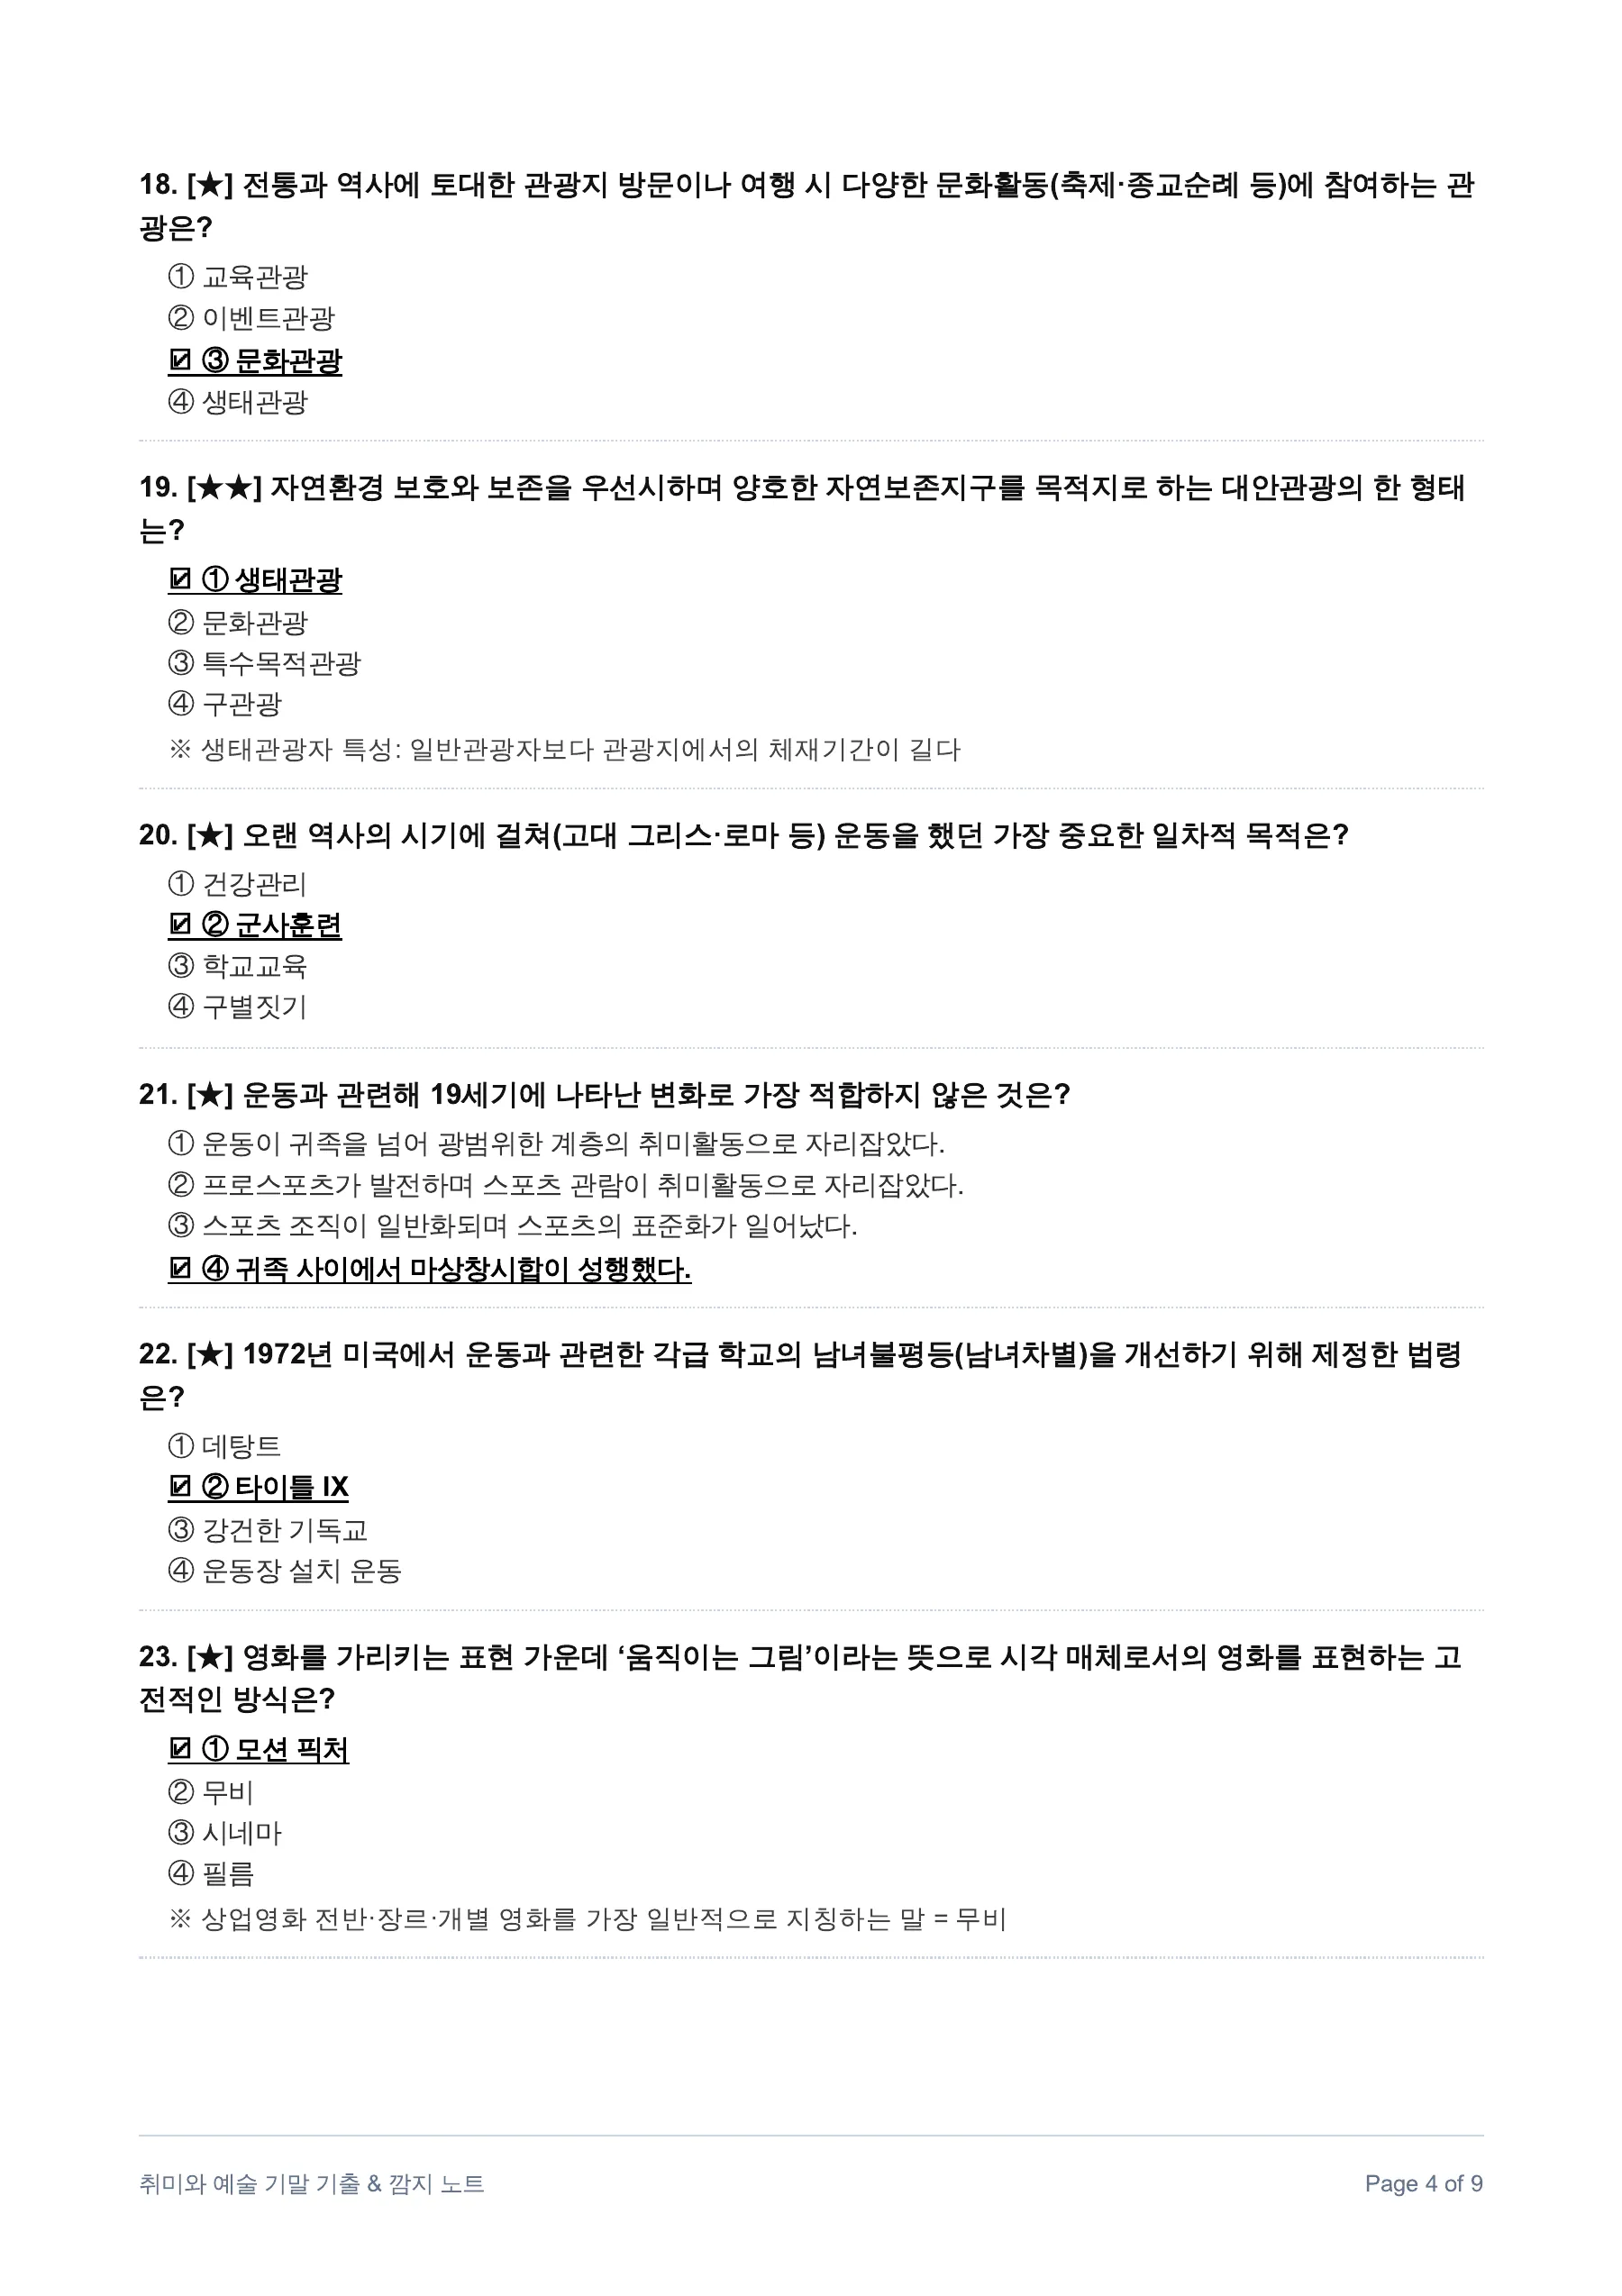 18. [★] 전통과 역사에 토대한 관광지 방문이나 여행 시 다양한 문화활동(축제·종교순례 등)에 참여하는 관
광은?
① 교육관광
② 이벤트관광
☑ ③ 문화관광
④ 생태관광
19. [★★] 자연환경 보호와 보존을 우선시하며 양호한 자연보존지구를 목적지로 하는 대안관광의 한 형태
는?
☑ ① 생태관광
② 문화관광
③ 특수목적관광
④ 구관광
※ 생태관광자 특성: 일반관광자보다 관광지에서의 체재기간이 길다
20. [★] 오랜 역사의 시기에 걸쳐(고대 그리스·로마 등) 운동을 했던 가장 중요한 일차적 목적은?
① 건강관리
☑ ② 군사훈련
③ 학교교육
④ 구별짓기
21. [★] 운동과 관련해 19세기에 나타난 변화로 가장 적합하지 않은 것은?
① 운동이 귀족을 넘어 광범위한 계층의 취미활동으로 자리잡았다.
② 프로스포츠가 발전하며 스포츠 관람이 취미활동으로 자리잡았다.
③ 스포츠 조직이 일반화되며 스포츠의 표준화가 일어났다.
☑ ④ 귀족 사이에서 마상창시합이 성행했다.
22. [★] 1972년 미국에서 운동과 관련한 각급 학교의 남녀불평등(남녀차별)을 개선하기 위해 제정한 법령
은?
① 데탕트
☑ ② 타이틀 IX
③ 강건한 기독교
④ 운동장 설치 운동
23. [★] 영화를 가리키는 표현 가운데 ‘움직이는 그림’이라는 뜻으로 시각 매체로서의 영화를 표현하는 고
전적인 방식은?
☑ ① 모션 픽처
② 무비
③ 시네마
④ 필름
※ 상업영화 전반·장르·개별 영화를 가장 일반적으로 지칭하는 말 = 무비
취미와 예술 기말 기출 & 깜지 노트
Page 4 of 9